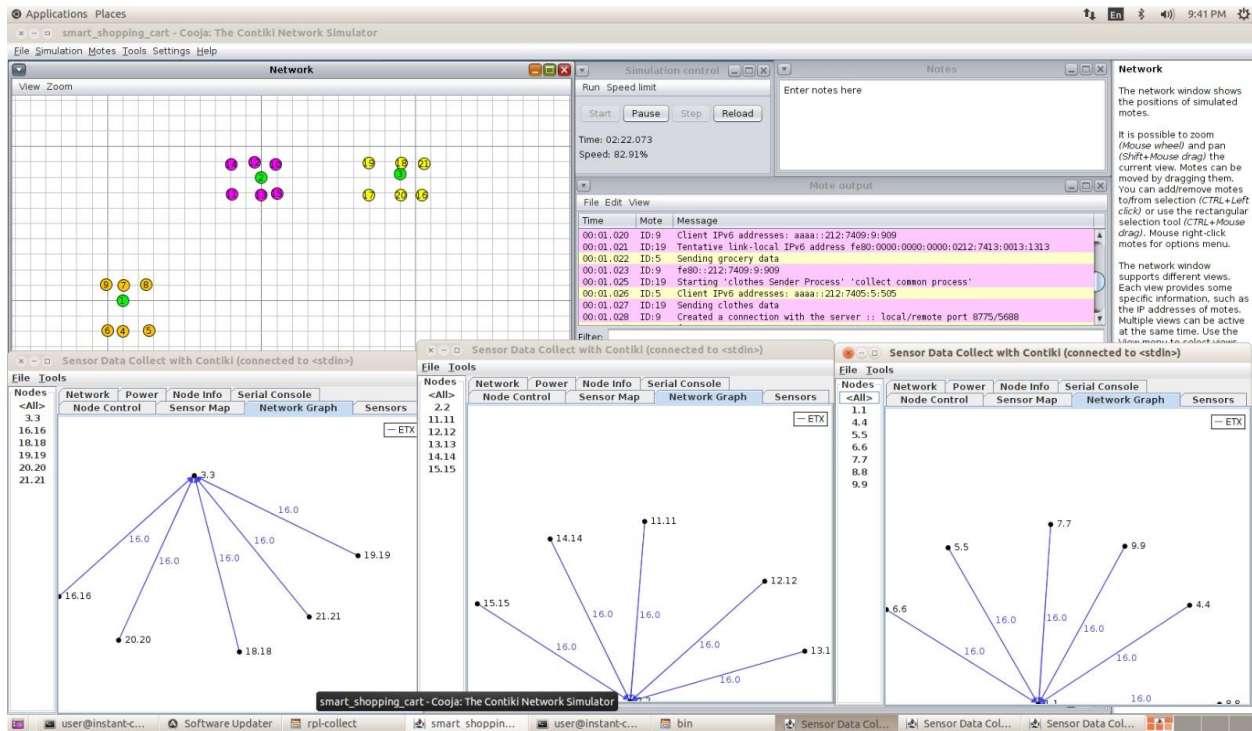 Applications Places
En 9:41 PM
smart_shopping_cart - Cooja: The Contiki Network Simulator
File Simulation Motes Tools Settings Help
Network
View Zoom
19 18 21
2 3
17 20 16
9 7 8
1
6 4 5
Simulation control
Run Speed limit
Start Pause Step Reload
Time: 02:22.073
Speed: 82.91%
Notes
Enter notes here
Mote output
File Edit View
Time Mote Message
00:01.020 ID:9 Client IPv6 addresses: aaaa::212:7409:9:909
00:01.021 ID:19 Tentative link-local IPv6 address fe80:0000:0000:0000:0212:7413:0013:1313
00:01.022 ID:5 Sending grocery data
00:01.023 ID:9 fe80::212:7409:9:909
00:01.025 ID:19 Starting 'clothes Sender Process' 'collect common process'
00:01.026 ID:5 Client IPv6 addresses: aaaa::212:7405:5:505
00:01.027 ID:19 Sending clothes data
00:01.028 ID:9 Created a connection with the server :: local/remote port 8775/5688
Filter:
Network
The network window shows
the positions of simulated
motes.
It is possible to zoom
(Mouse wheel) and pan
(Shift+Mouse drag) the
current view. Motes can be
moved by dragging them.
You can add/remove motes
to/from selection (CTRL+Left
click) or use the rectangular
selection tool (CTRL+Mouse
drag). Mouse right-click
motes for options menu.
The network window
supports different views.
Each view provides some
specific information, such as
the IP addresses of motes.
Multiple views can be active
at the same time. Use the
View menu to select views.
Sensor Data Collect with Contiki (connected to <stdin>)
File Tools
Nodes
<All>
3.3
16.16
18.18
19.19
20.20
21.21
Network Power Node Info Serial Console
Node Control Sensor Map Network Graph Sensors
ETX
3.3
16.0
16.0
16.0
16.0
16.0
19.19
16.16
21.21
20.20
18.18
Sensor Data Collect with Contiki (connected to <stdin>)
File Tools
Nodes
<All>
2.2
11.11
12.12
13.13
14.14
15.15
Network Power Node Info Serial Console
Node Control Sensor Map Network Graph Sensors
ETX
11.11
14.14
12.12
15.15
16.0
16.0
16.0
16.0
16.0
13.1
Sensor Data Collect with Contiki (connected to <stdin>)
File Tools
Nodes
<All>
1.1
4.4
5.5
6.6
7.7
8.8
9.9
Network Power Node Info Serial Console
Node Control Sensor Map Network Graph Sensors
ETX
7.7
5.5
9.9
4.4
6.6
16.0
16.0
16.0
16.0
16.0
16.0
smart_shopping_cart - Cooja: The Contiki Network Simulator
user@instant-c...
Software Updater
rpl-collect
smart_shoppin...
user@instant-c...
bin
Sensor Data Col...
Sensor Data Col...
Sensor Data Col...